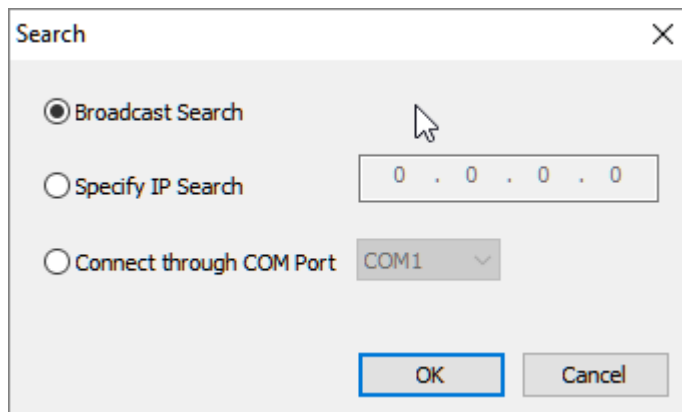 Search
Broadcast Search
Specify IP Search 0 . 0 . 0 . 0
Connect through COM Port COM1
OK Cancel